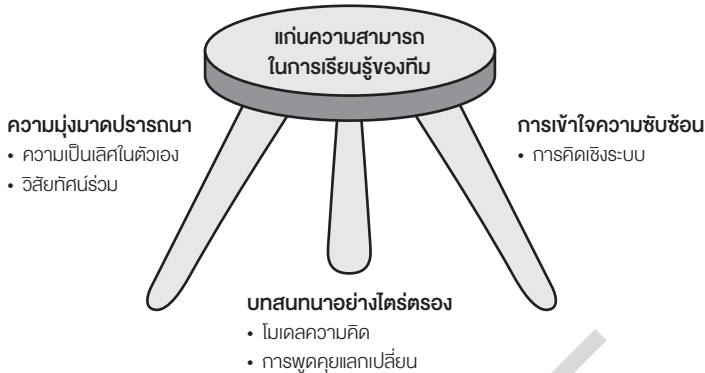 แก่นความสามารถ
ในการเรียนรู้ของทีม
ความมุ่งมาดปรารถนา
• ความเป็นเลิศในตัวเอง
• วิสัยทัศน์ร่วม
การเข้าใจความซับซ้อน
• การคิดเชิงระบบ
บทสนทนาอย่างไตร่ตรอง
• โมเดลความคิด
• การพูดคุยแลกเปลี่ยน